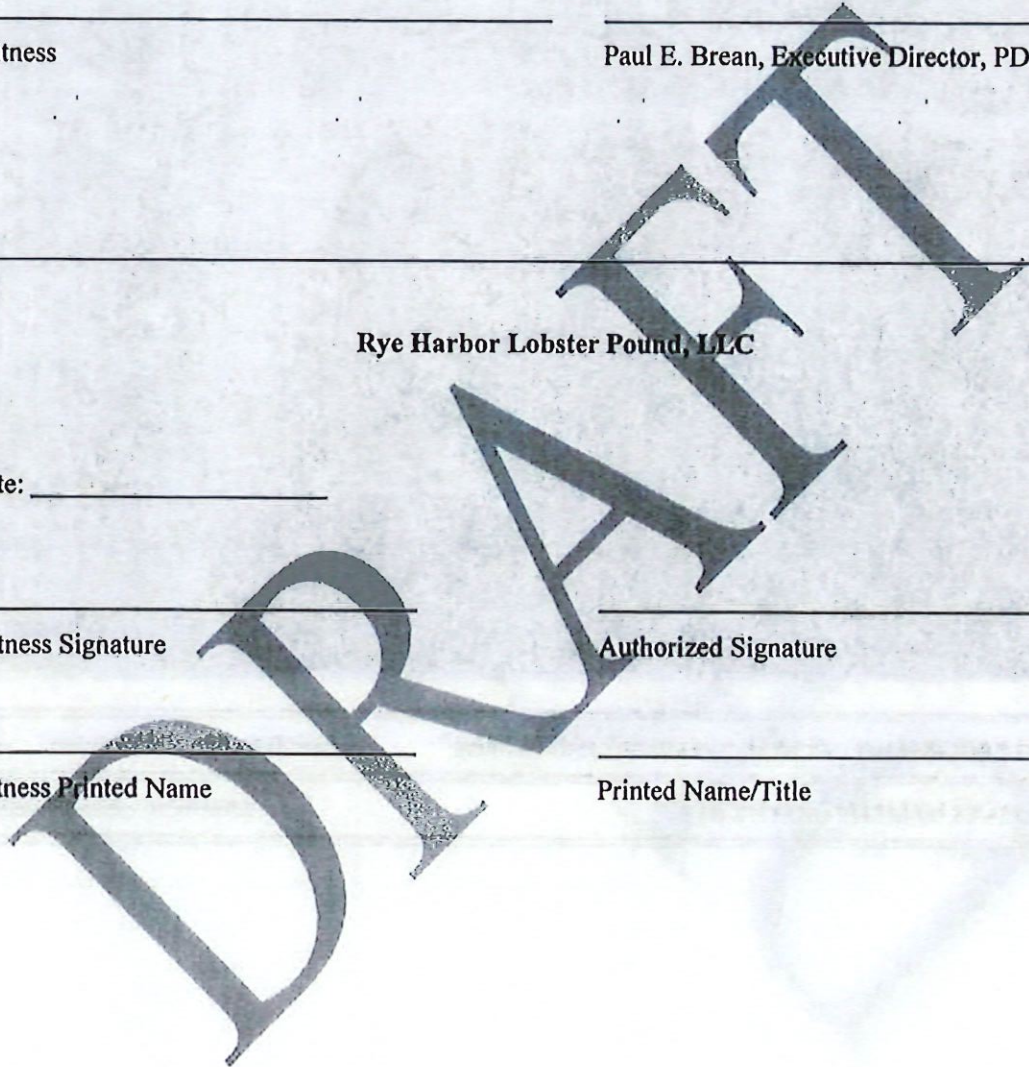 tness Paul E. Brean, Executive Director, PD
Rye Harbor Lobster Pound, LLC
te:
tness Signature Authorized Signature
tness Printed Name Printed Name/Title
DRAFT